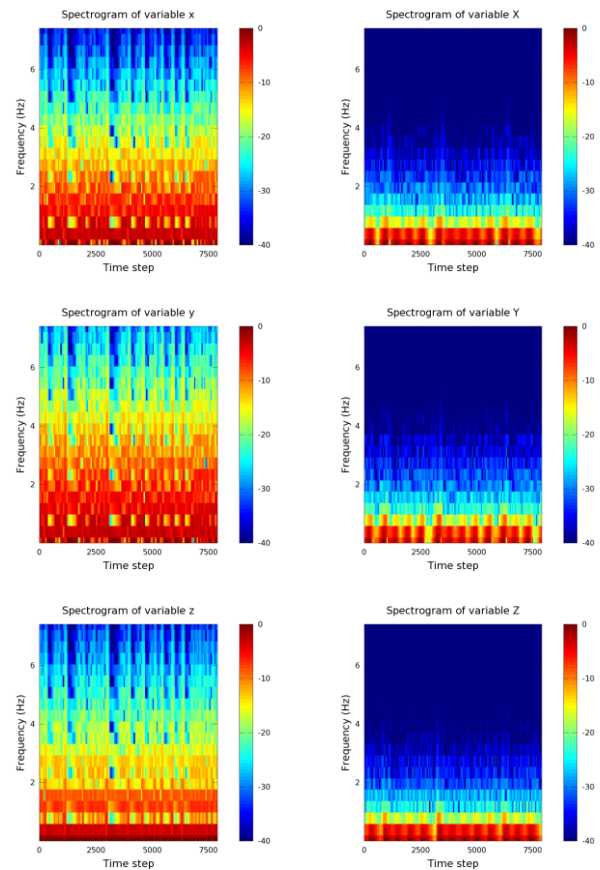 Spectrogram of variable x
Frequency (Hz)
6
4
2
0 2500 5000 7500
Time step
0
-10
-20
-30
-40
Spectrogram of variable X
Frequency (Hz)
6
4
2
0 2500 5000 7500
Time step
0
-10
-20
-30
-40
Spectrogram of variable y
Frequency (Hz)
6
4
2
0 2500 5000 7500
Time step
0
-10
-20
-30
-40
Spectrogram of variable Y
Frequency (Hz)
6
4
2
0 2500 5000 7500
Time step
0
-10
-20
-30
-40
Spectrogram of variable z
Frequency (Hz)
6
4
2
0 2500 5000 7500
Time step
0
-10
-20
-30
-40
Spectrogram of variable Z
Frequency (Hz)
6
4
2
0 2500 5000 7500
Time step
0
-10
-20
-30
-40